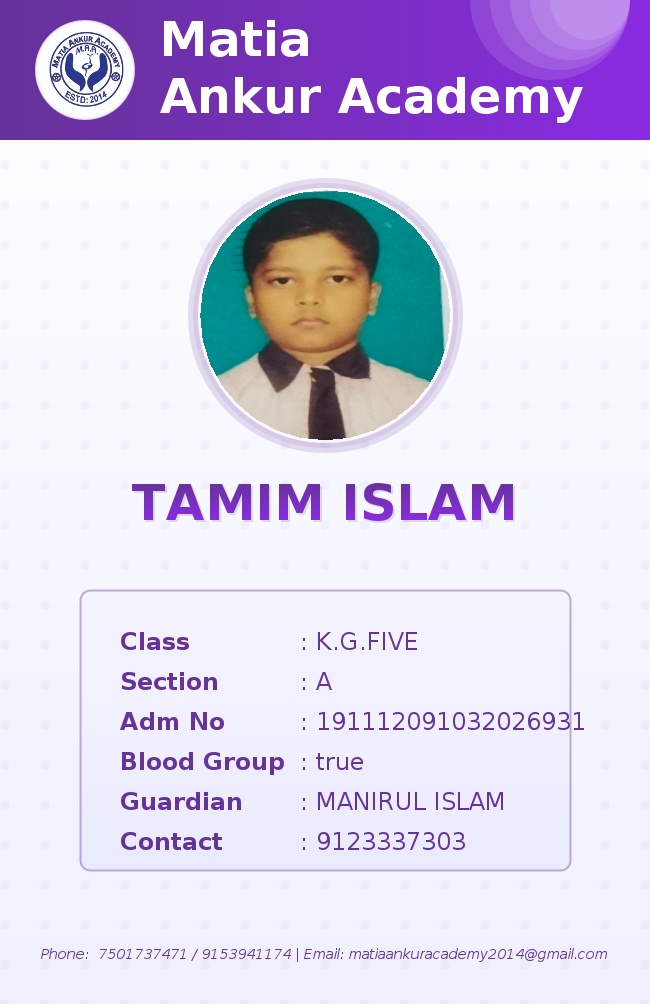 MATIA ANKUR ACADEMY
M.A.A.
ESTD: 2014
Matia
Ankur Academy
TAMIM ISLAM
Class : K.G.FIVE
Section : A
Adm No : 191112091032026931
Blood Group : true
Guardian : MANIRUL ISLAM
Contact : 9123337303
Phone: 7501737471 / 9153941174 | Email: matiaankuracademy2014@gmail.com